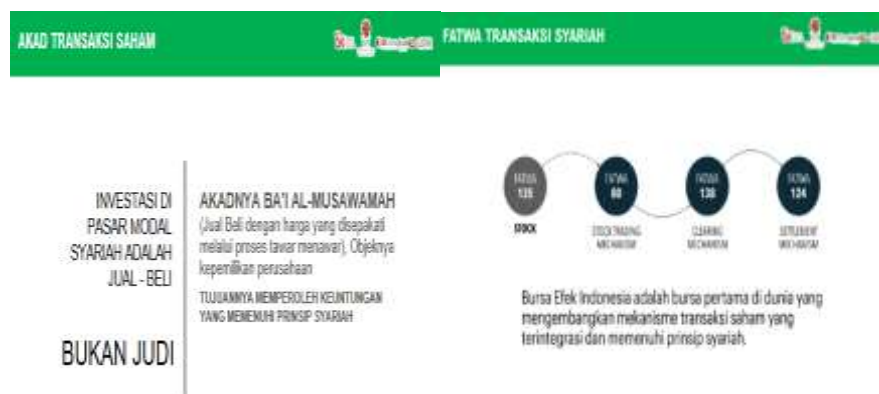 AKAD TRANSAKSI SAHAM
INVESTASI DI
PASAR MODAL
SYARIAH ADALAH
JUAL - BELI
BUKAN JUDI
AKADNYA BA'I AL-MUSAWAMAH
(Jual Beli dengan harga yang disepakati
melalui proses tawar menawar), Objeknya
kepemilikan perusahaan
TUJUANNYA MEMPEROLEH KEUNTUNGAN
YANG MEMENUHI PRINSIP SYARIAH
FATWA TRANSAKSI SYARIAH
FATWA
135
STOCK
FATWA
80
STOCK TRADING
MECHANISM
FATWA
138
CLEARING
MECHANISM
FATWA
124
SETTLEMENT
MECHANISM
Bursa Efek Indonesia adalah bursa pertama di dunia yang
mengembangkan mekanisme transaksi saham yang
terintegrasi dan memenuhi prinsip syariah.